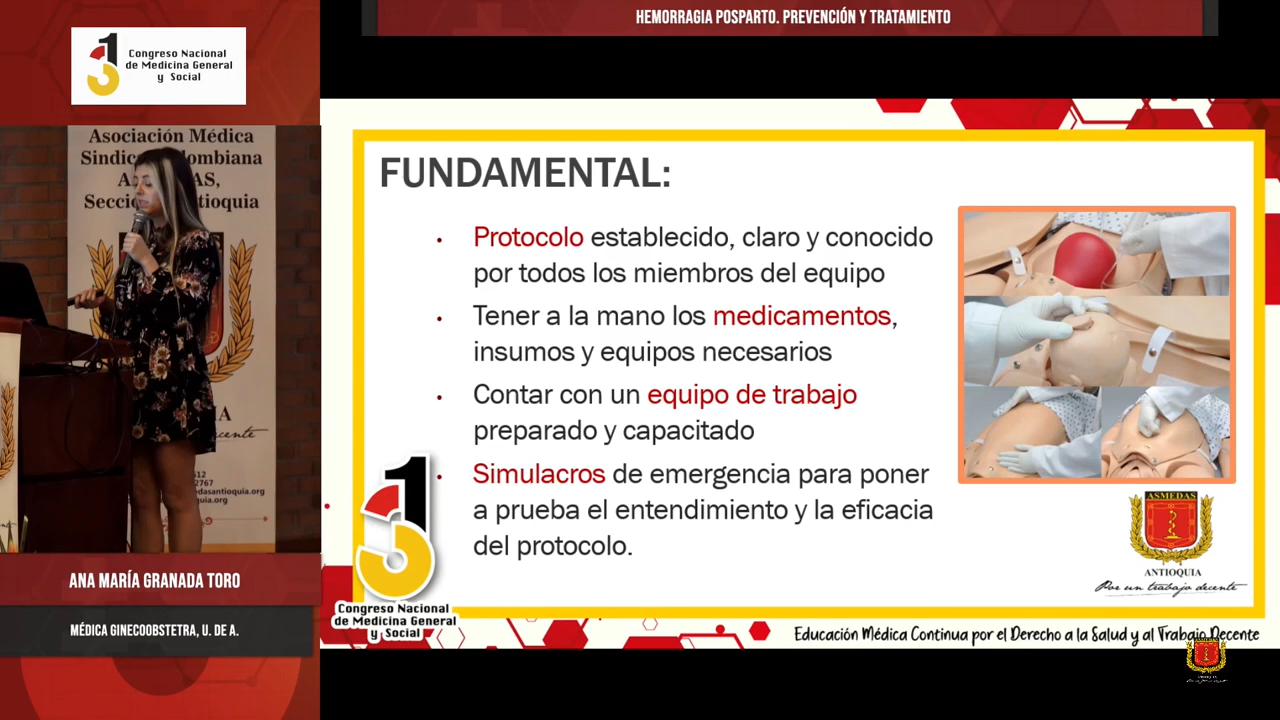 HEMORRAGIA POSPARTO. PREVENCIÓN Y TRATAMIENTO
Congreso Nacional
de Medicina General
y Social
Asociación Médica
Sindical Colombiana
Antioquia
FUNDAMENTAL:
• Protocolo establecido, claro y conocido
por todos los miembros del equipo
• Tener a la mano los medicamentos,
insumos y equipos necesarios
• Contar con un equipo de trabajo
preparado y capacitado
• Simulacros de emergencia para poner
a prueba el entendimiento y la eficacia
del protocolo.
ASMEDAS
ANTIOQUIA
Por un trabajo decente
Congreso Nacional
de Medicina General
y Social
Educación Médica Continua por el Derecho a la Salud y al Trabajo Decente
ASMEDAS
ANA MARÍA GRANADA TORO
MÉDICA GINECOOBSTETRA, U. DE A.